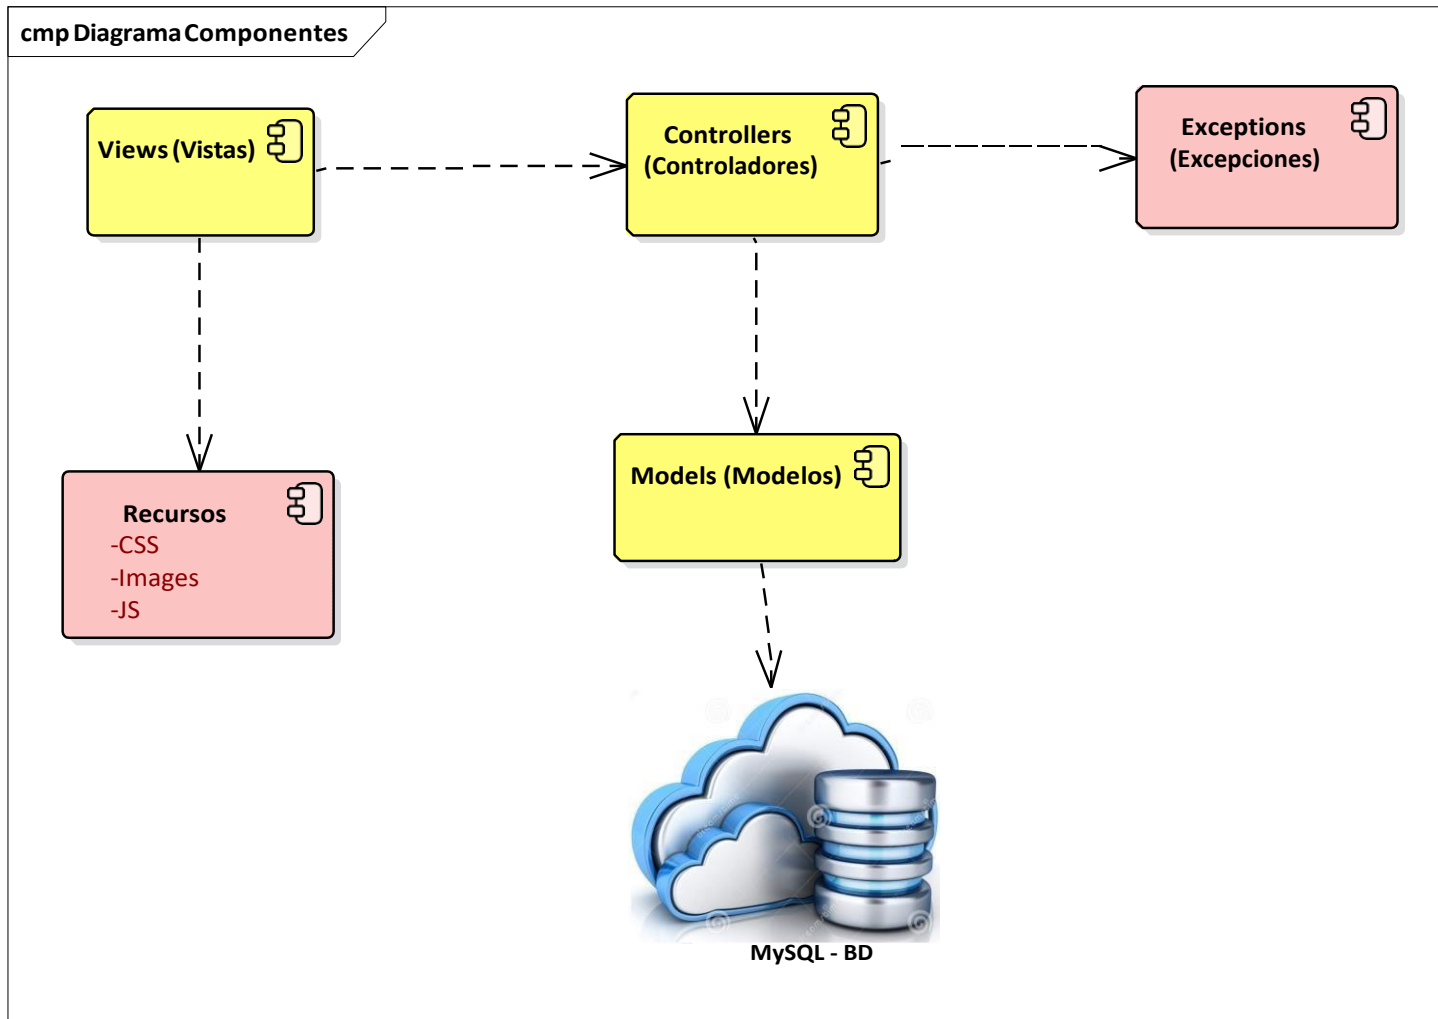 cmp Diagrama Componentes
Views (Vistas)
Controllers
(Controladores)
Exceptions
(Excepciones)
Models (Modelos)
Recursos
-CSS
-Images
-JS
MySQL - BD